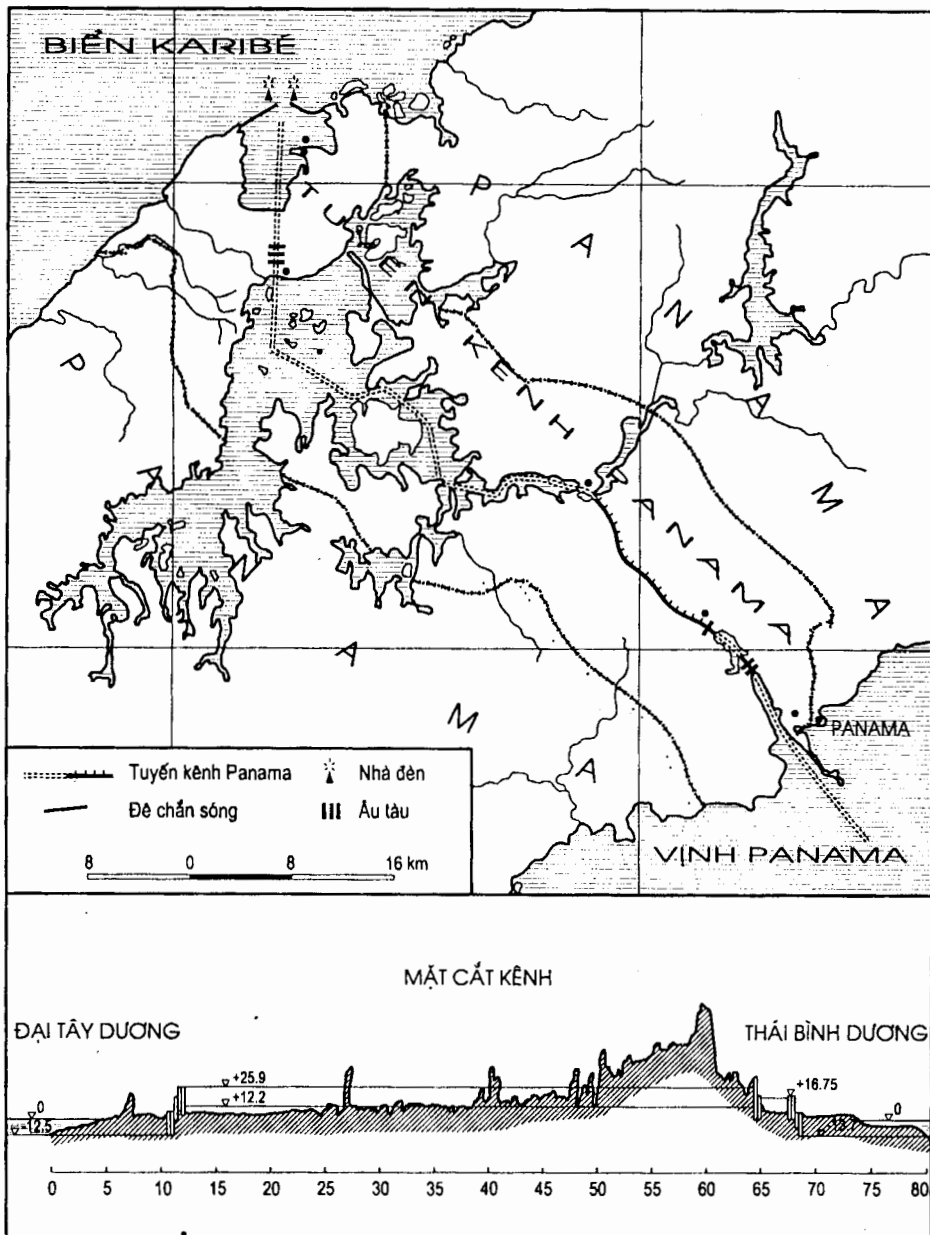 BIỂN KARIBÉ
TUYẾN KÊNH PANAMA
PANAMA
PANAMA
PANAMA
VỊNH PANAMA
Tuyến kênh Panama
Nhà đèn
Đê chắn sóng
Âu tàu
8 0 8 16 km
MẶT CẮT KÊNH
ĐẠI TÂY DƯƠNG
THÁI BÌNH DƯƠNG
+25.9
+16.75
+12.2
0
0
-12.5
0 5 10 15 20 25 30 35 40 45 50 55 60 65 70 75 80